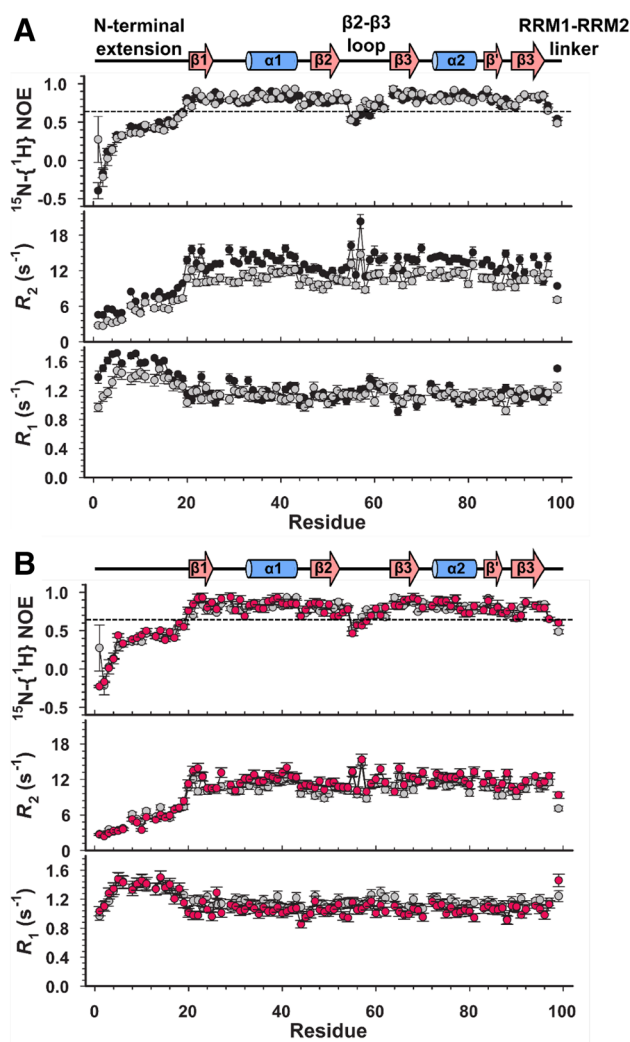 A
N-terminal extension
β2-β3 loop
RRM1-RRM2 linker
β1 α1 β2 β3 α2 β' β3
¹⁵N-{¹H} NOE
1.0
0.5
0.0
-0.5
R₂ (s⁻¹)
18
12
6
0
R₁ (s⁻¹)
1.6
1.2
0.8
0.4
0.0
0 20 40 60 80 100
Residue
B
β1 α1 β2 β3 α2 β' β3
¹⁵N-{¹H} NOE
1.0
0.5
0.0
-0.5
R₂ (s⁻¹)
18
12
6
0
R₁ (s⁻¹)
1.6
1.2
0.8
0.4
0.0
0 20 40 60 80 100
Residue